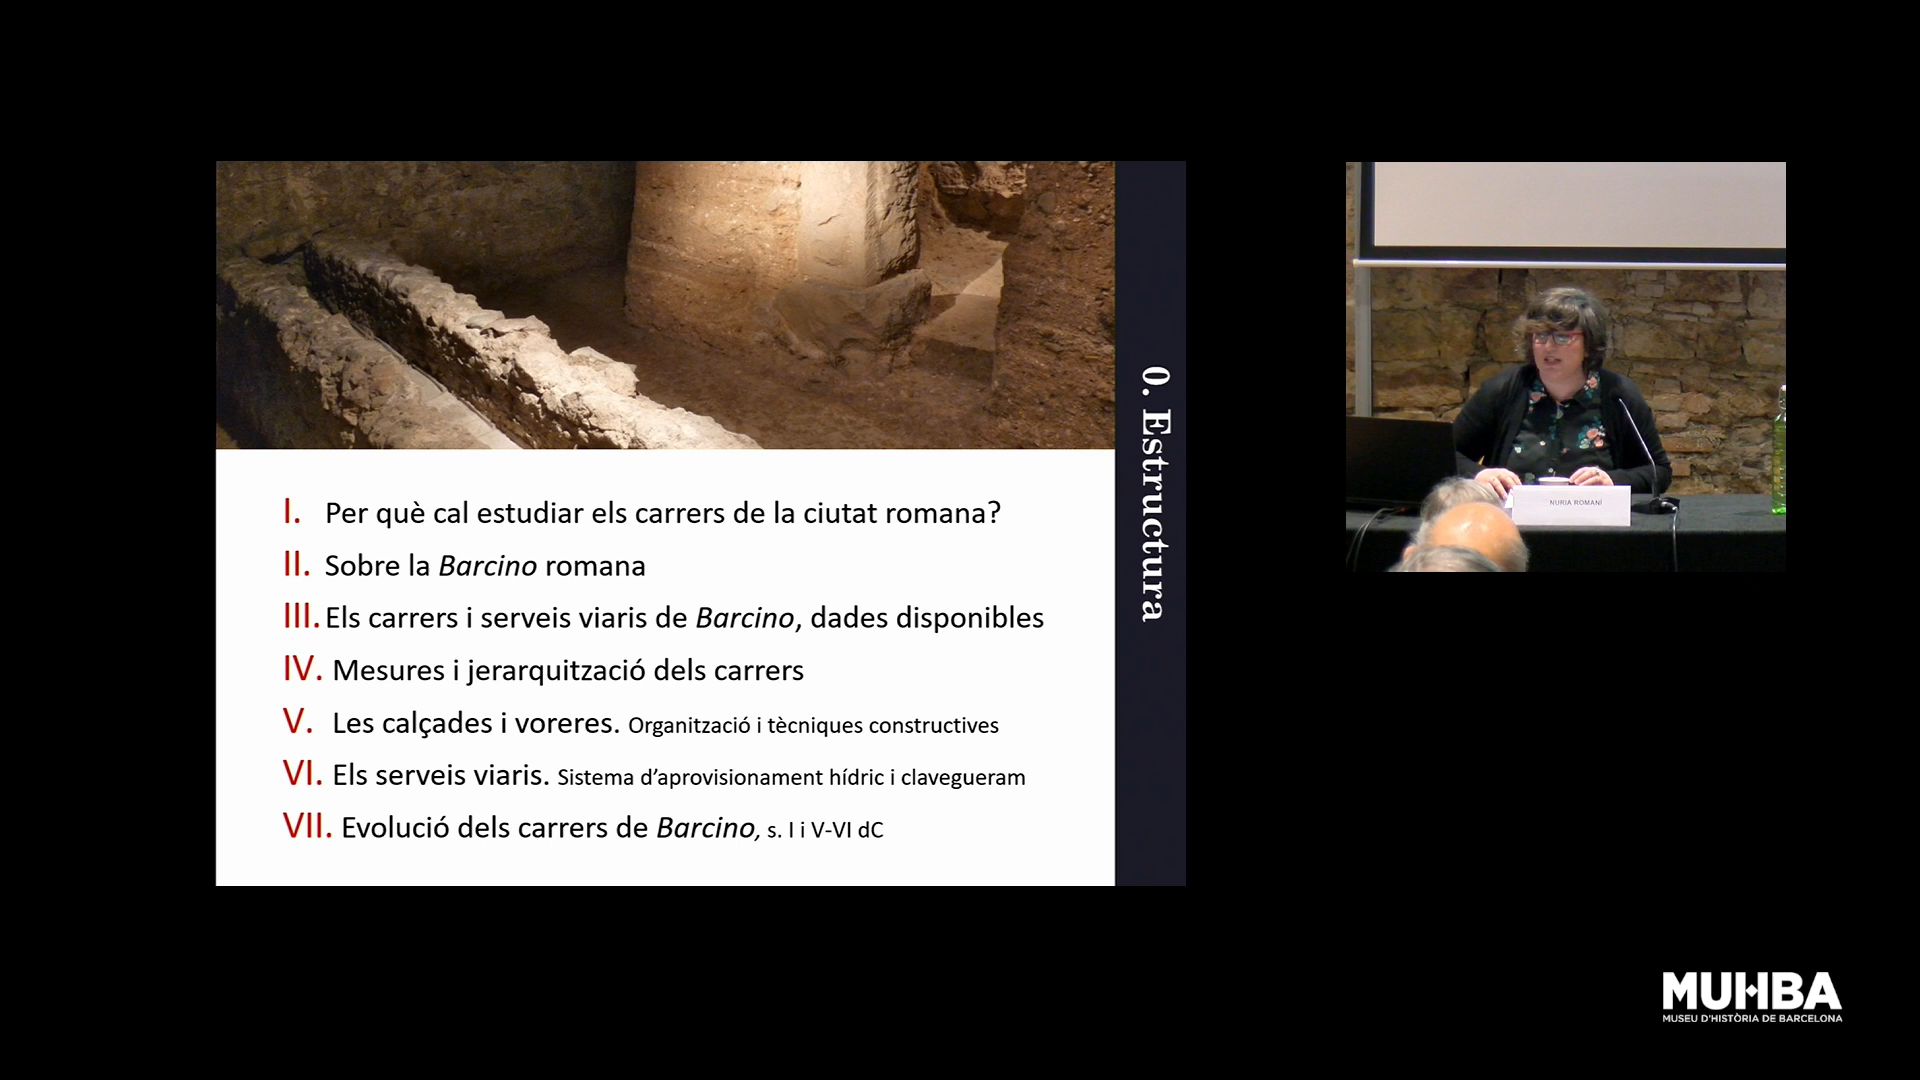 I. Per què cal estudiar els carrers de la ciutat romana?
II. Sobre la Barcino romana
III. Els carrers i serveis viaris de Barcino, dades disponibles
IV. Mesures i jerarquització dels carrers
V. Les calçades i voreres. Organització i tècniques constructives
VI. Els serveis viaris. Sistema d’aprovisionament hídric i clavegueram
VII. Evolució dels carrers de Barcino, s. I i V-VI dC
0. Estructura
NURIA ROMANÍ
MUHBA
MUSEU D'HISTÒRIA DE BARCELONA